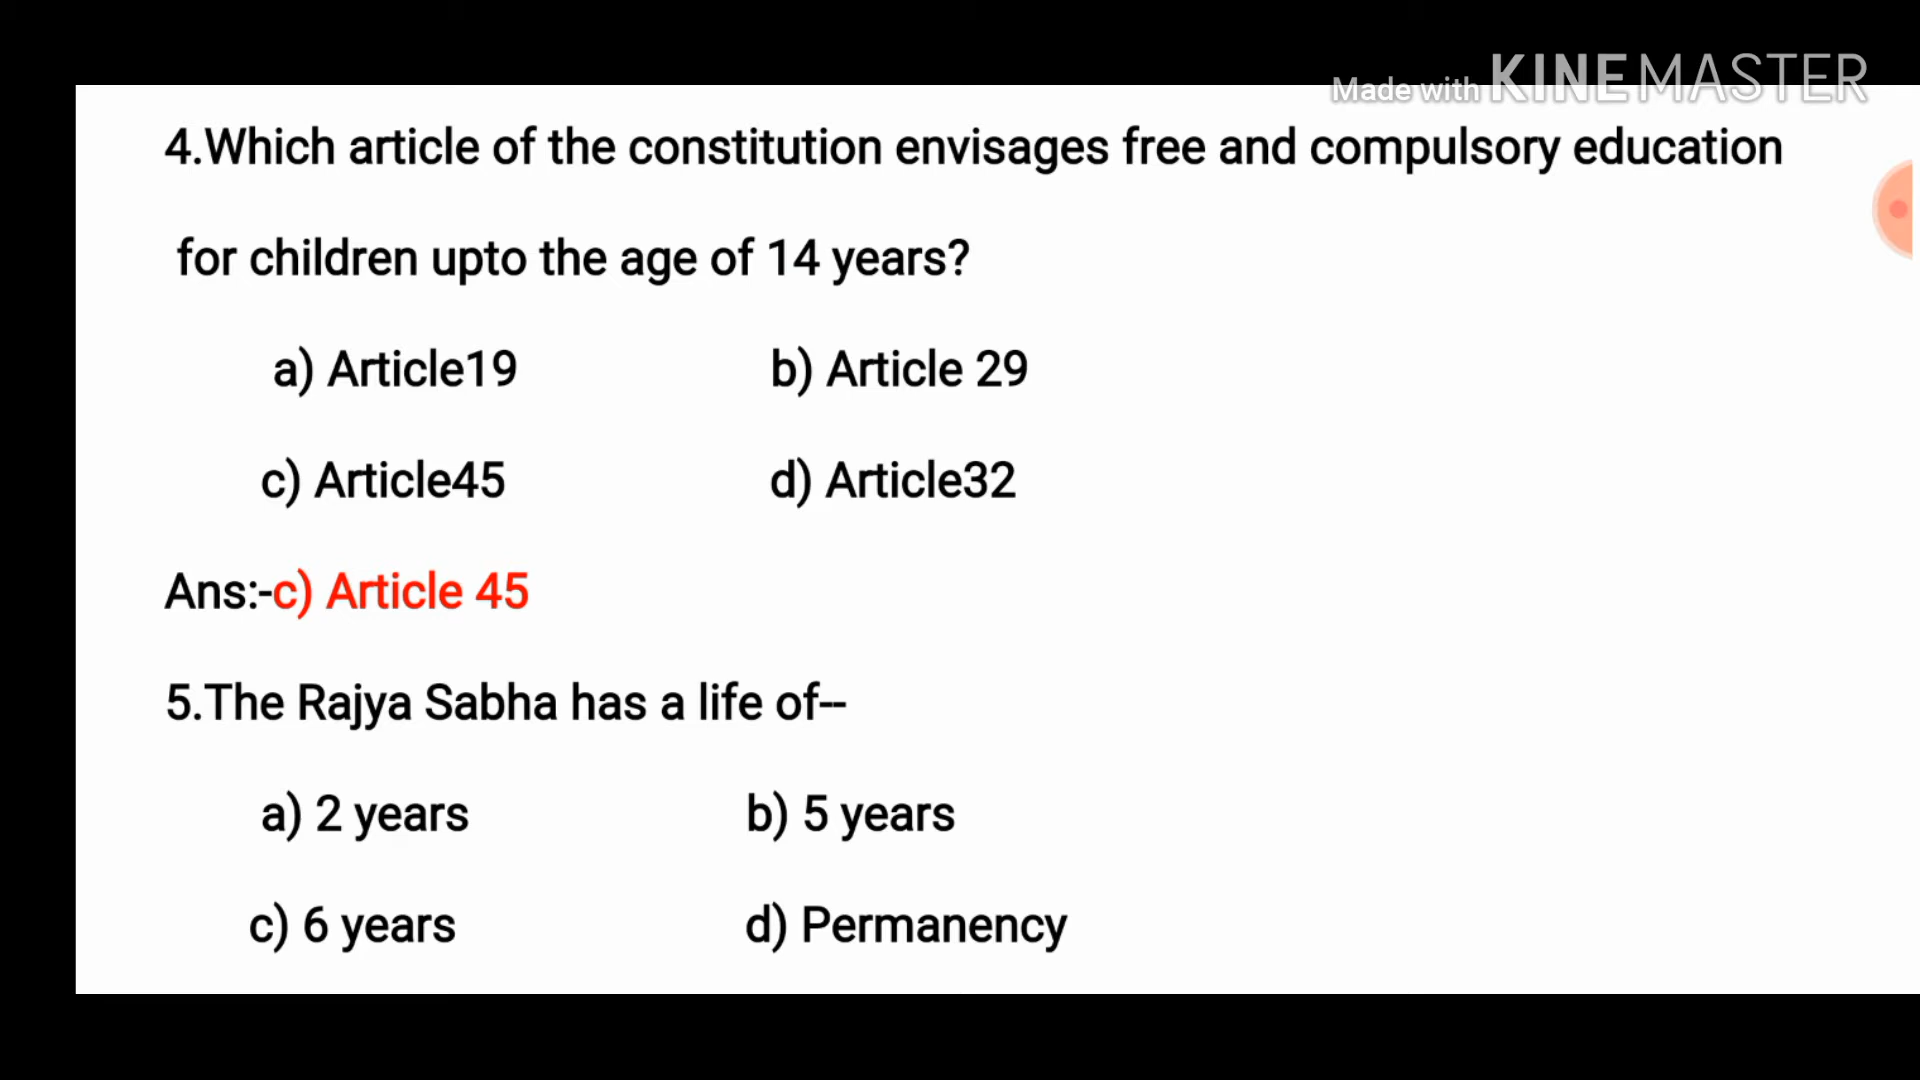 Made with KINEMASTER
4.Which article of the constitution envisages free and compulsory education
for children upto the age of 14 years?
a) Article19 b) Article 29
c) Article45 d) Article32
Ans:-c) Article 45
5.The Rajya Sabha has a life of--
a) 2 years b) 5 years
c) 6 years d) Permanency